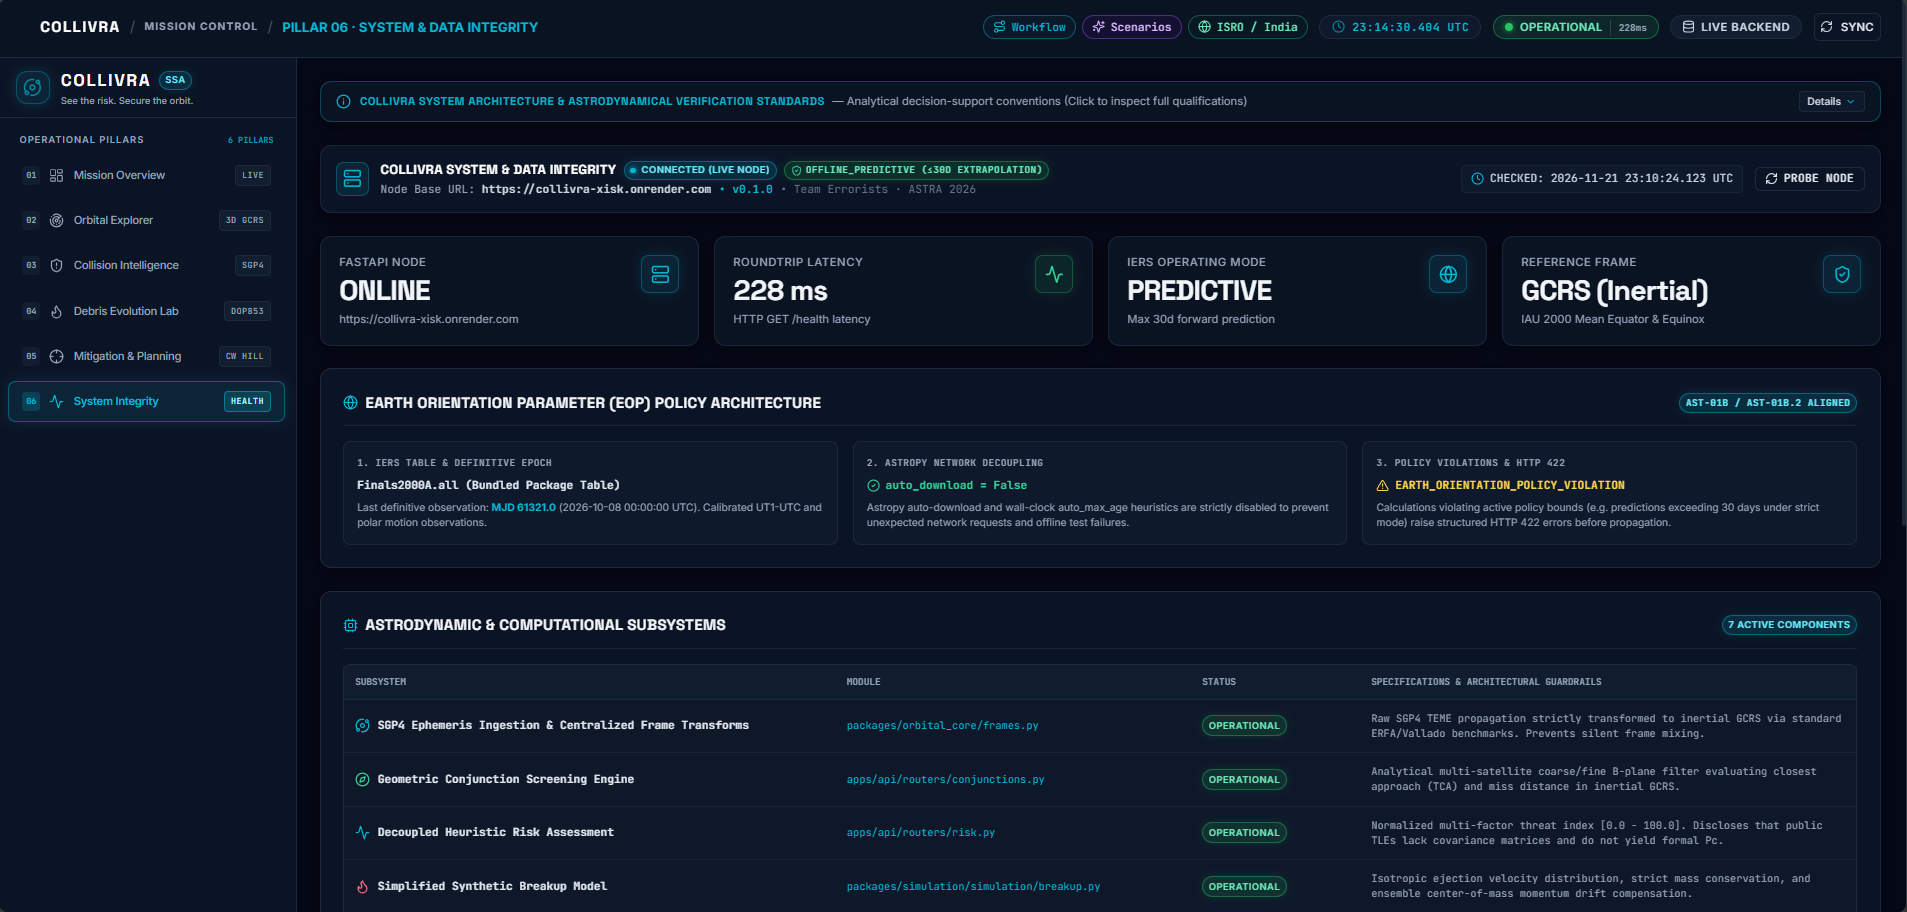 COLLIVRA / MISSION CONTROL / PILLAR 06 · SYSTEM & DATA INTEGRITY
Workflow
Scenarios
ISRO / India
23:14:30.404 UTC
OPERATIONAL 228ms
LIVE BACKEND
SYNC
COLLIVRA SSA
See the risk. Secure the orbit.
OPERATIONAL PILLARS 6 PILLARS
01 Mission Overview LIVE
02 Orbital Explorer 3D GCRS
03 Collision Intelligence SGP4
04 Debris Evolution Lab DOP853
05 Mitigation & Planning CW HILL
06 System Integrity HEALTH
COLLIVRA SYSTEM ARCHITECTURE & ASTRODYNAMICAL VERIFICATION STANDARDS — Analytical decision-support conventions (Click to inspect full qualifications)
Details
COLLIVRA SYSTEM & DATA INTEGRITY
CONNECTED (LIVE NODE)
OFFLINE_PREDICTIVE (≤30D EXTRAPOLATION)
Node Base URL: https://collivra-xisk.onrender.com • v0.1.0 • Team Errorists · ASTRA 2026
CHECKED: 2026-11-21 23:10:24.123 UTC
PROBE NODE
FASTAPI NODE
ONLINE
https://collivra-xisk.onrender.com
ROUNDTRIP LATENCY
228 ms
HTTP GET /health latency
IERS OPERATING MODE
PREDICTIVE
Max 30d forward prediction
REFERENCE FRAME
GCRS (Inertial)
IAU 2000 Mean Equator & Equinox
EARTH ORIENTATION PARAMETER (EOP) POLICY ARCHITECTURE
AST-01B / AST-01B.2 ALIGNED
1. IERS TABLE & DEFINITIVE EPOCH
Finals2000A.all (Bundled Package Table)
Last definitive observation: MJD 61321.0 (2026-10-08 00:00:00 UTC). Calibrated UT1-UTC and
polar motion observations.
2. ASTROPY NETWORK DECOUPLING
auto_download = False
Astropy auto-download and wall-clock auto_max_age heuristics are strictly disabled to prevent
unexpected network requests and offline test failures.
3. POLICY VIOLATIONS & HTTP 422
EARTH_ORIENTATION_POLICY_VIOLATION
Calculations violating active policy bounds (e.g. predictions exceeding 30 days under strict
mode) raise structured HTTP 422 errors before propagation.
ASTRODYNAMIC & COMPUTATIONAL SUBSYSTEMS
7 ACTIVE COMPONENTS
SUBSYSTEM MODULE STATUS SPECIFICATIONS & ARCHITECTURAL GUARDRAILS
SGP4 Ephemeris Ingestion & Centralized Frame Transforms packages/orbital_core/frames.py OPERATIONAL
Raw SGP4 TEME propagation strictly transformed to inertial GCRS via standard
ERFA/Vallado benchmarks. Prevents silent frame mixing.
Geometric Conjunction Screening Engine apps/api/routers/conjunctions.py OPERATIONAL
Analytical multi-satellite coarse/fine B-plane filter evaluating closest
approach (TCA) and miss distance in inertial GCRS.
Decoupled Heuristic Risk Assessment apps/api/routers/risk.py OPERATIONAL
Normalized multi-factor threat index [0.0 - 100.0]. Discloses that public
TLEs lack covariance matrices and do not yield formal Pc.
Simplified Synthetic Breakup Model packages/simulation/simulation/breakup.py OPERATIONAL
Isotropic ejection velocity distribution, strict mass conservation, and
ensemble center-of-mass momentum drift compensation.